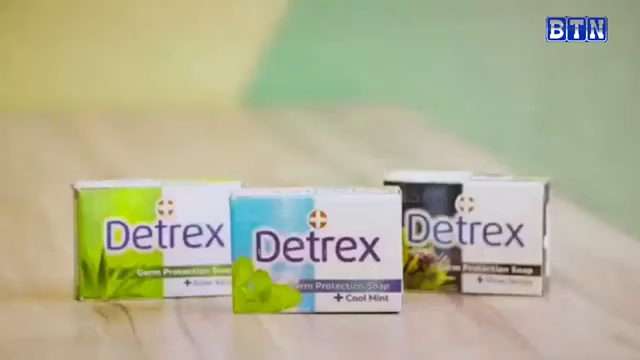 BTN
Detrex
Germ Protection Soap
Detrex
Germ Protection Soap
+ Cool Mint
Detrex
Germ Protection Soap